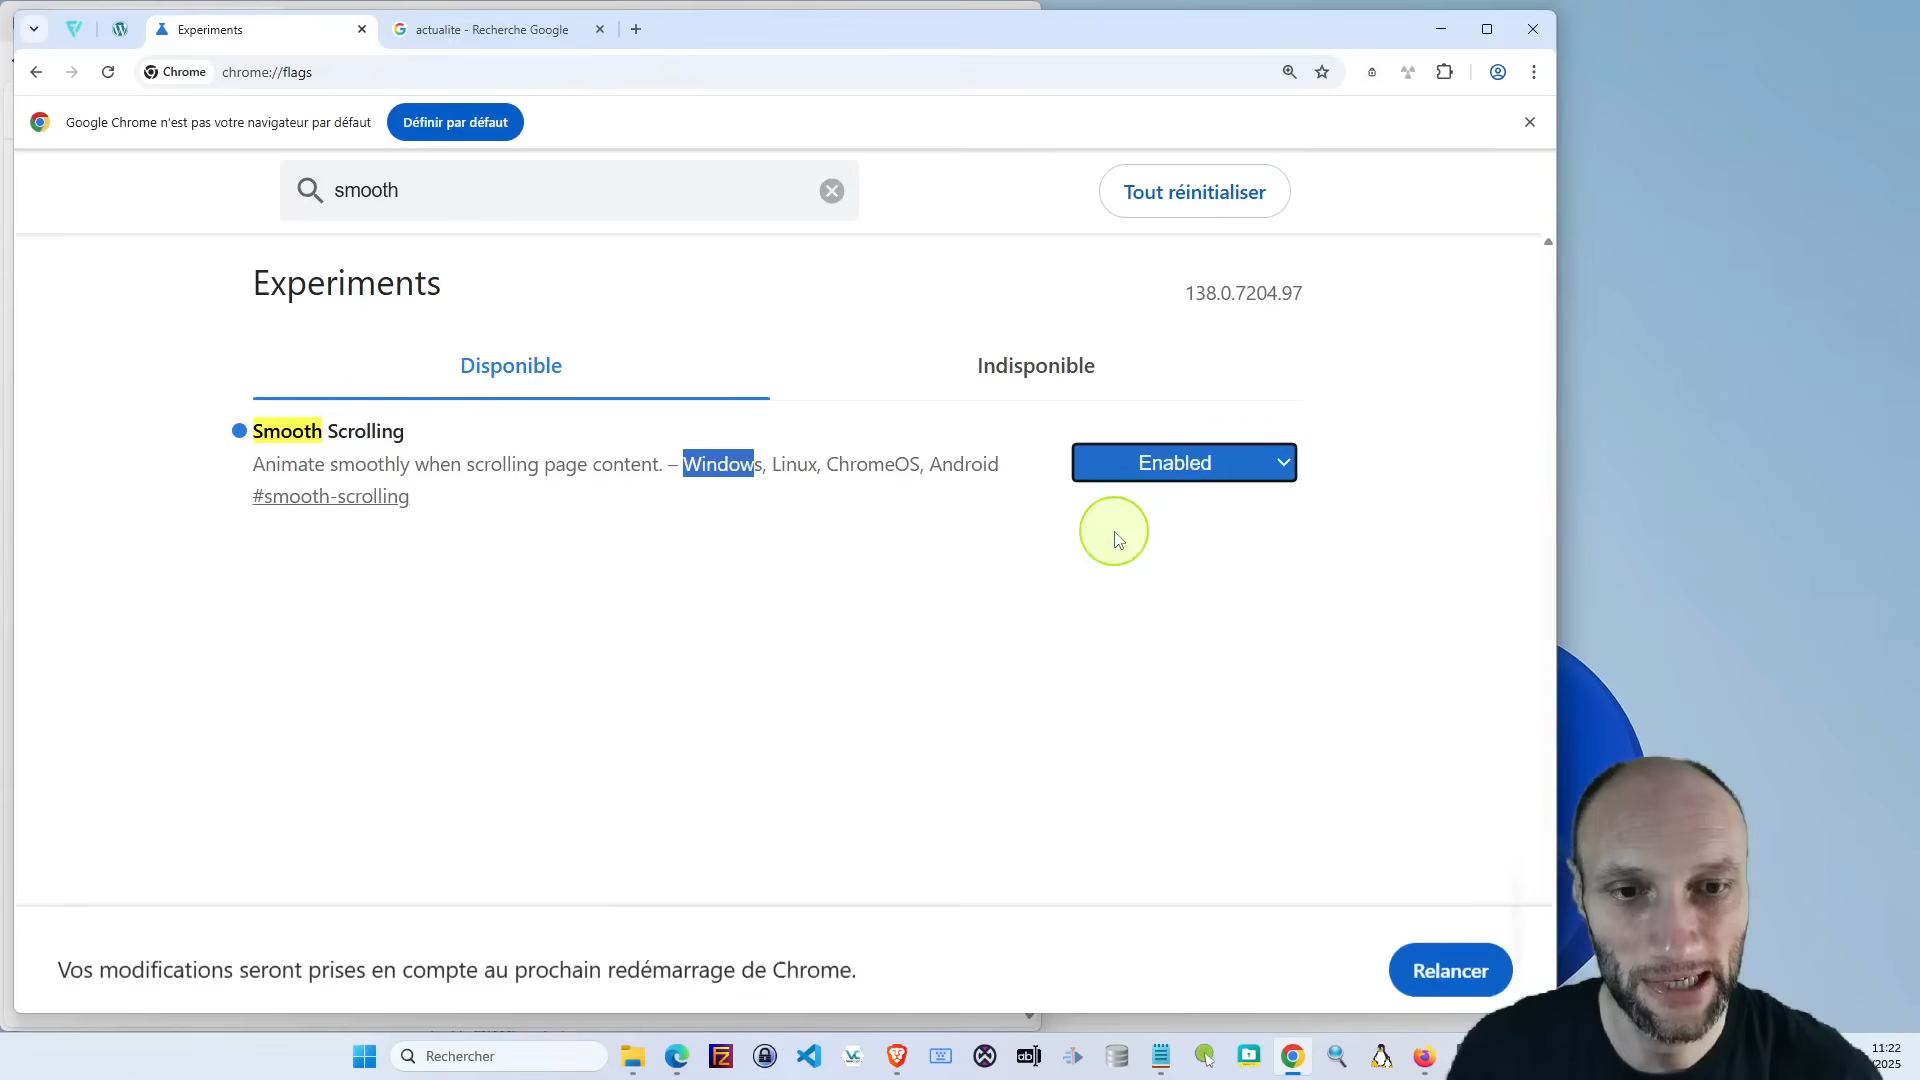 Experiments
actualite - Recherche Google
Chrome
chrome://flags
Google Chrome n'est pas votre navigateur par défaut
Définir par défaut
smooth
Tout réinitialiser
Experiments
138.0.7204.97
Disponible
Indisponible
Smooth Scrolling
Animate smoothly when scrolling page content. – Windows, Linux, ChromeOS, Android
#smooth-scrolling
Enabled
Vos modifications seront prises en compte au prochain redémarrage de Chrome.
Relancer
Rechercher
11:22
/2025